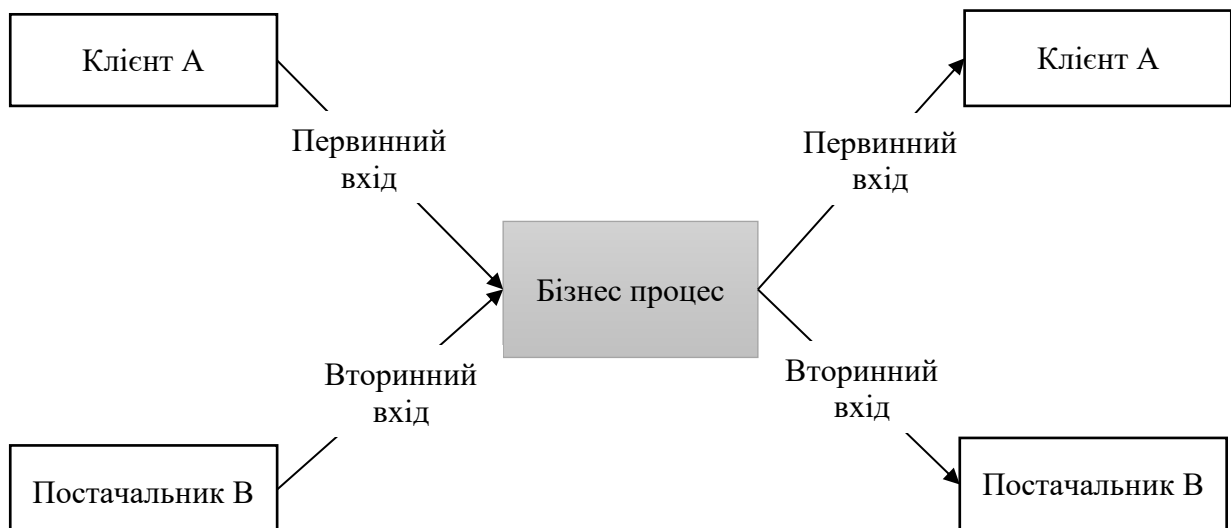 Клієнт А
Клієнт А
Первинний
вхід
Первинний
вхід
Бізнес процес
Вторинний
вхід
Вторинний
вхід
Постачальник В
Постачальник В